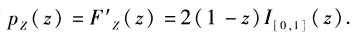 p_Z(z) = F'_Z(z) = 2(1 − z)I_{[0,1]}(z).